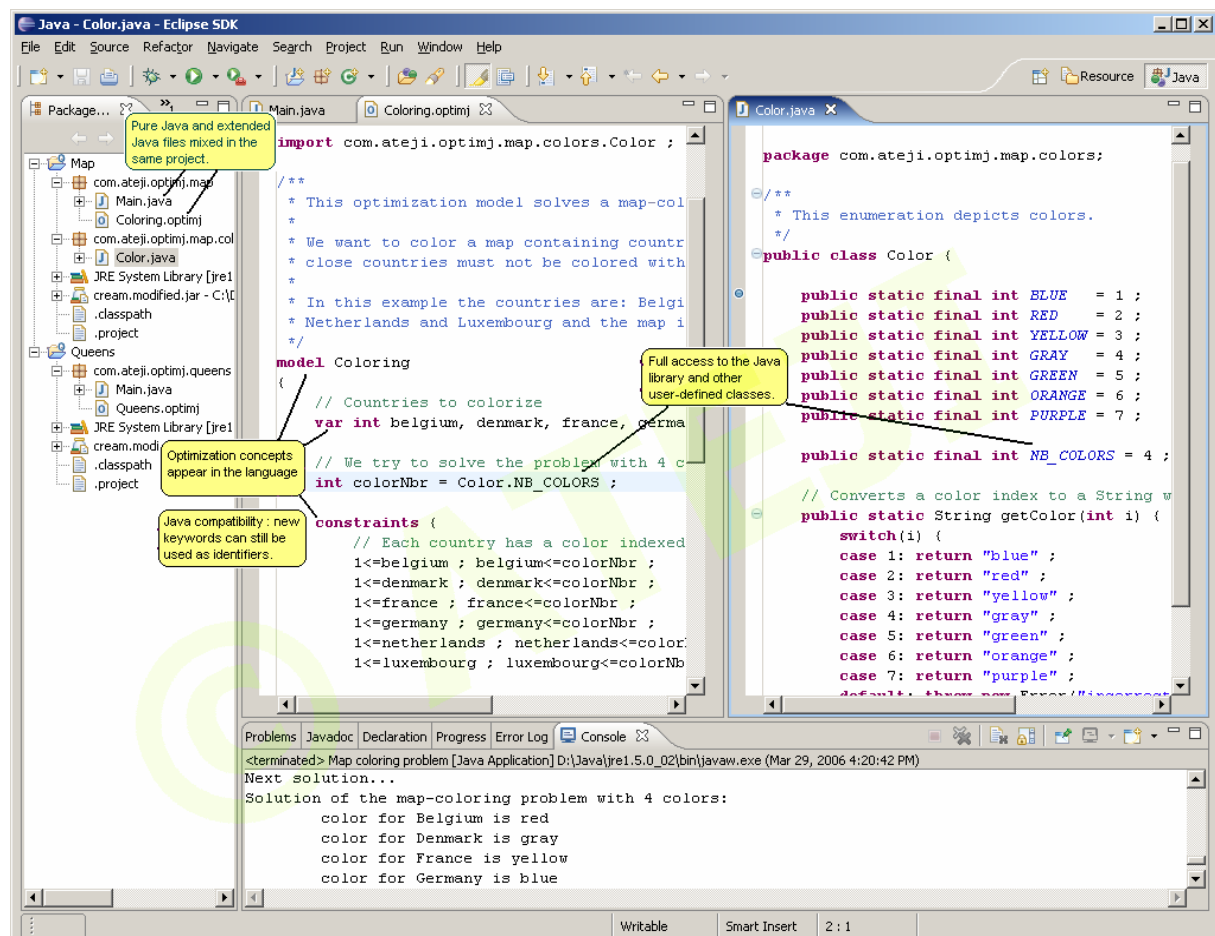 Java - Color.java - Eclipse SDK
File Edit Source Refactor Navigate Search Project Run Window Help
Resource Java
Package...
1
Pure Java and extended
Java files mixed in the
same project.
Map
com.ateji.optimj.map
Main.java
Coloring.optimj
com.ateji.optimj.map.col
Color.java
JRE System Library [jre1
cream.modified.jar - C:\D
.classpath
.project
Queens
com.ateji.optimj.queens
Main.java
Queens.optimj
JRE System Library [jre1
cream.modi
.classpath
.project
Optimization concepts
appear in the language
Java compatibility : new
keywords can still be
used as identifiers.
Main.java Coloring.optimj
import com.ateji.optimj.map.colors.Color ;
/**
* This optimization model solves a map-col
*
* We want to color a map containing countr
* close countries must not be colored with
*
* In this example the countries are: Belgi
* Netherlands and Luxembourg and the map i
*/
model Coloring
{
// Countries to colorize
var int belgium, denmark, france, germa
// We try to solve the problem with 4 c
int colorNbr = Color.NB_COLORS ;
constraints {
// Each country has a color indexed
1<=belgium ; belgium<=colorNbr ;
1<=denmark ; denmark<=colorNbr ;
1<=france ; france<=colorNbr ;
1<=germany ; germany<=colorNbr ;
1<=netherlands ; netherlands<=color
1<=luxembourg ; luxembourg<=colorNb
Full access to the Java
library and other
user-defined classes.
Color.java
package com.ateji.optimj.map.colors;
/**
* This enumeration depicts colors.
*/
public class Color {
public static final int BLUE = 1 ;
public static final int RED = 2 ;
public static final int YELLOW = 3 ;
public static final int GRAY = 4 ;
public static final int GREEN = 5 ;
public static final int ORANGE = 6 ;
public static final int PURPLE = 7 ;
public static final int NB_COLORS = 4 ;
// Converts a color index to a String w
public static String getColor(int i) {
switch(i) {
case 1: return "blue" ;
case 2: return "red" ;
case 3: return "yellow" ;
case 4: return "gray" ;
case 5: return "green" ;
case 6: return "orange" ;
case 7: return "purple" ;
default: throw new Error("incorrect
© ATEJI
Problems Javadoc Declaration Progress Error Log Console
<terminated> Map coloring problem [Java Application] D:\Java\jre1.5.0_02\bin\javaw.exe (Mar 29, 2006 4:20:42 PM)
Next solution...
Solution of the map-coloring problem with 4 colors:
color for Belgium is red
color for Denmark is gray
color for France is yellow
color for Germany is blue
Writable Smart Insert 2 : 1